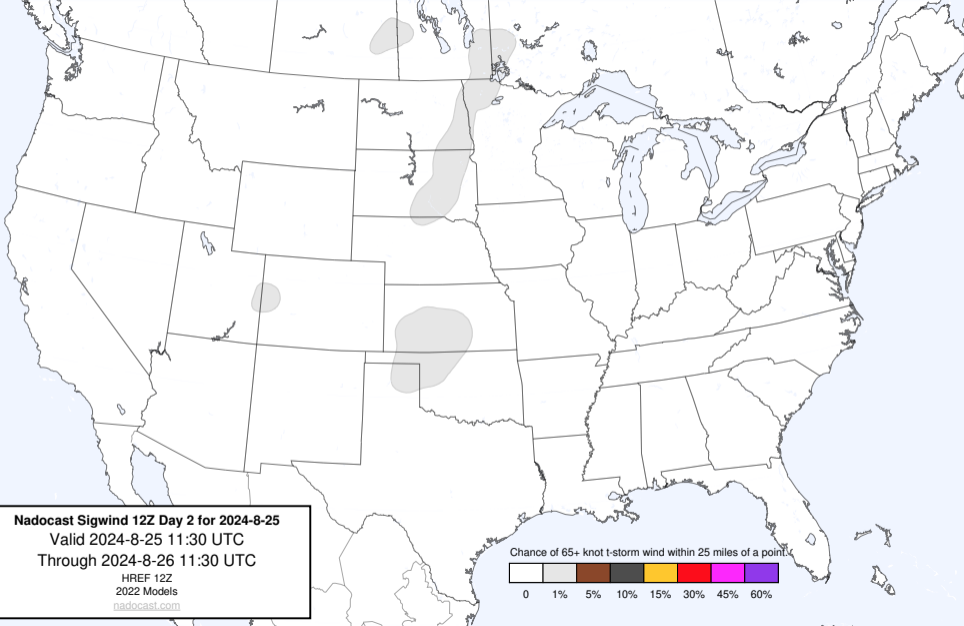 Nadocast Sigwind 12Z Day 2 for 2024-8-25
Valid 2024-8-25 11:30 UTC
Through 2024-8-26 11:30 UTC
HREF 12Z
2022 Models
nadocast.com
Chance of 65+ knot t-storm wind within 25 miles of a point.
0 1% 5% 10% 15% 30% 45% 60%